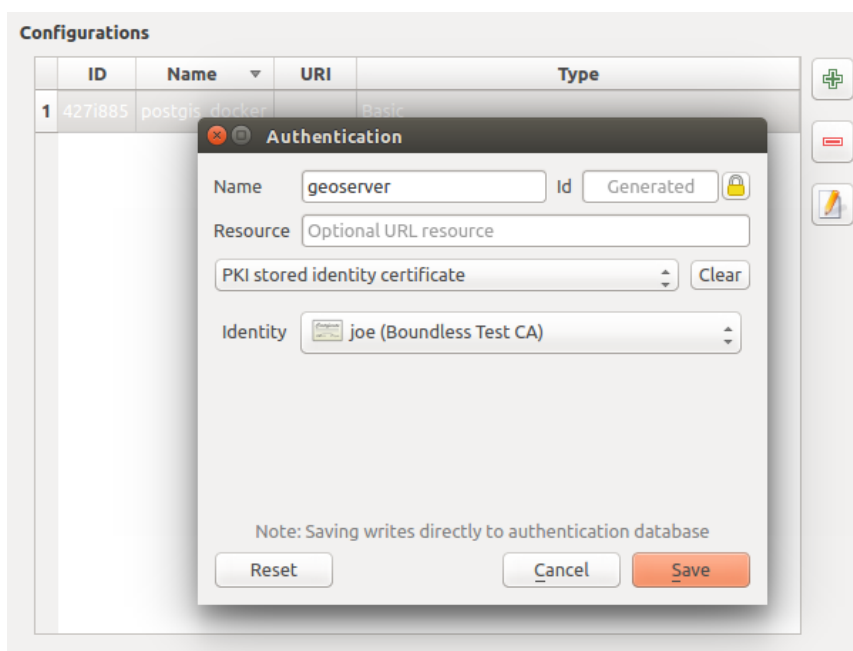 Configurations
ID Name URI Type
1 427i885 postgis_docker Basic
Authentication
Name geoserver Id Generated
Resource Optional URL resource
PKI stored identity certificate Clear
Identity joe (Boundless Test CA)
Note: Saving writes directly to authentication database
Reset Cancel Save